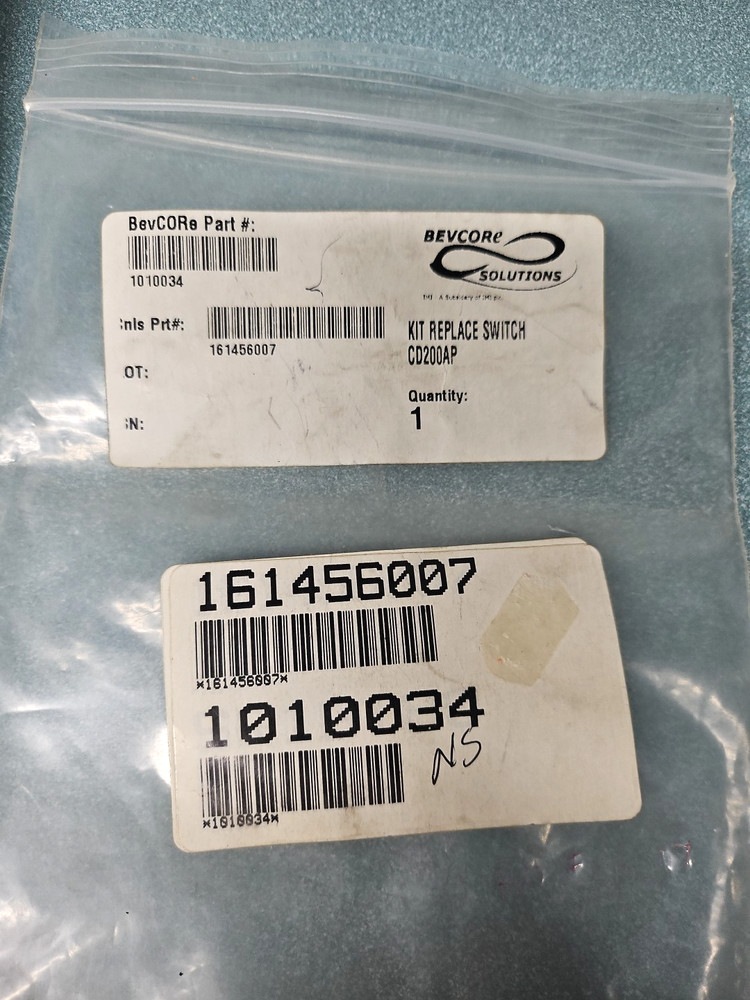 BevCORe Part #:
1010034
BEVCORe
SOLUTIONS
:nls Prt#:
161456007
KIT REPLACE SWITCH
CD200AP
OT:
Quantity:
1
N:
161456007
*161456007*
1010034
NS
*1010034*